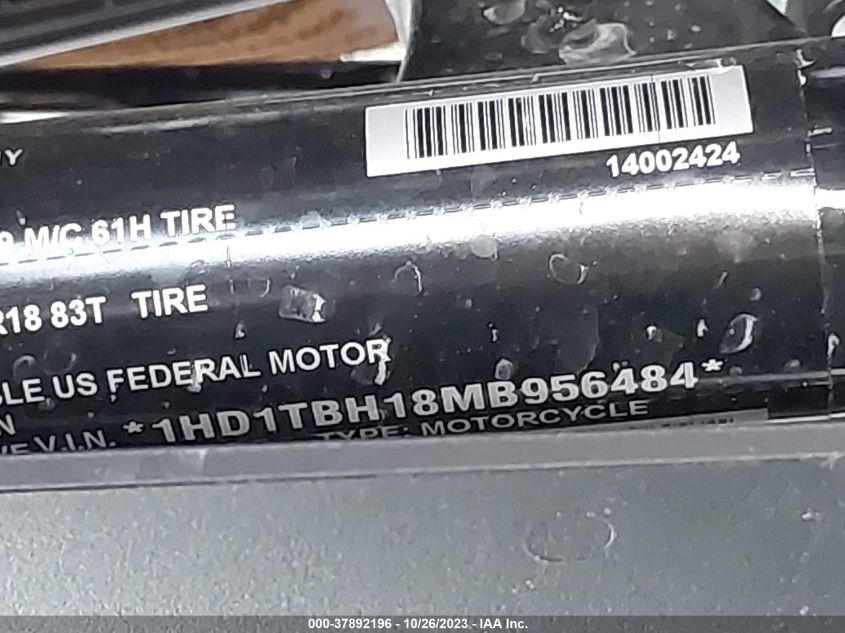 14002424
M/C 61H TIRE
R18 83T TIRE
US FEDERAL MOTOR
V.I.N. *1HD1TBH18MB956484*
TYPE: MOTORCYCLE
000-37892196 - 10/26/2023 - IAA Inc.